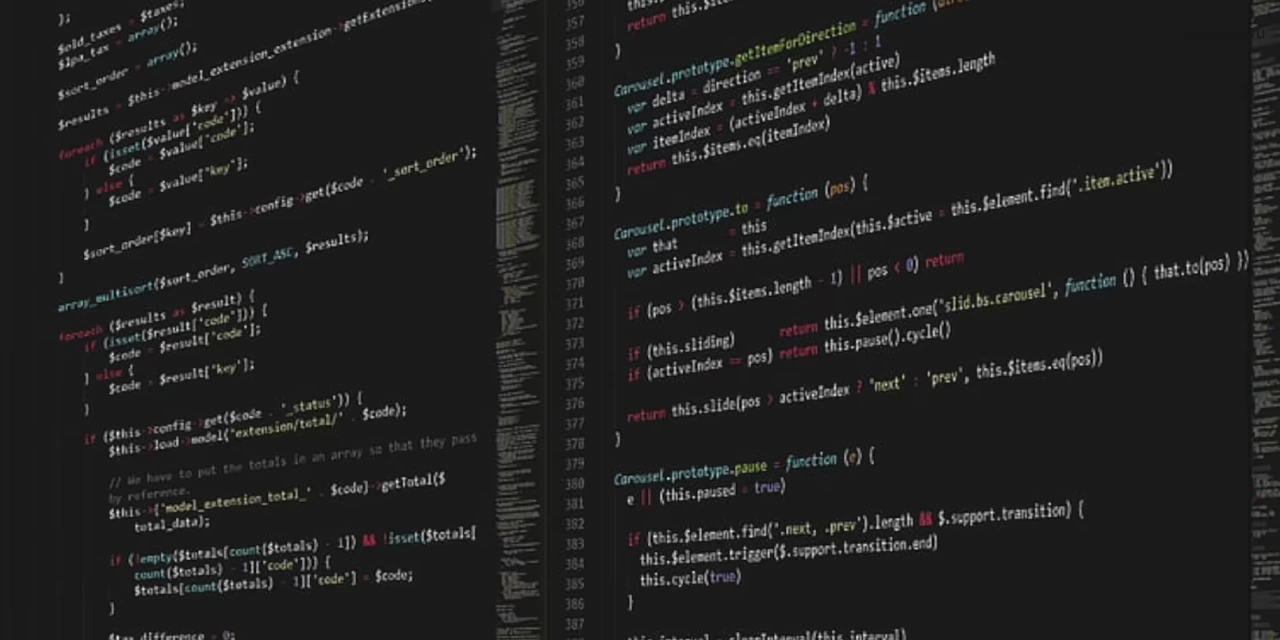 };
$old_taxes = $taxes;
$lpa_tax = array();
$sort_order = array();
$results = $this->model_extension_extension->getExtension
foreach ($results as $key => $value) {
if (isset($value['code'])) {
$code = $value['code'];
} else {
$code = $value['key'];
}
$sort_order[$key] = $this->config->get($code . '_sort_order');
}
array_multisort($sort_order, SORT_ASC, $results);
foreach ($results as $result) {
if (isset($result['code'])) {
$code = $result['code'];
} else {
$code = $result['key'];
}
if ($this->config->get($code . '_status')) {
$this->load->model('extension/total/' . $code);
// We have to put the totals in an array so that they pass
by reference.
$this->{'model_extension_total_' . $code}->getTotal($
total_data);
if (!empty($totals[count($totals) - 1]) && !isset($totals[
count($totals) - 1]['code'])) {
$totals[count($totals) - 1]['code'] = $code;
}
$tax_difference = 0;
356
357 return
358 }
359
360 Carousel.prototype.getItemForDirection = function
361 var delta = direction == 'prev' ? -1 : 1
362 var activeIndex = this.getItemIndex(active)
363 var itemIndex = (activeIndex + delta) % this.$items.length
364 return this.$items.eq(itemIndex)
365 }
366
367 Carousel.prototype.to = function (pos) {
368 var that = this
369 var activeIndex = this.getItemIndex(this.$active = this.$element.find('.item.active'))
370
371 if (pos > (this.$items.length - 1) || pos < 0) return
372
373 if (this.sliding) return this.$element.one('slid.bs.carousel', function () { that.to(pos) })
374 if (activeIndex == pos) return this.pause().cycle()
375
376 return this.slide(pos > activeIndex ? 'next' : 'prev', this.$items.eq(pos))
377 }
378
379 Carousel.prototype.pause = function (e) {
380 e || (this.paused = true)
381
382 if (this.$element.find('.next, .prev').length && $.support.transition) {
383 this.$element.trigger($.support.transition.end)
384 this.cycle(true)
385 }
386
387 this.interval = clearInterval(this.interval)